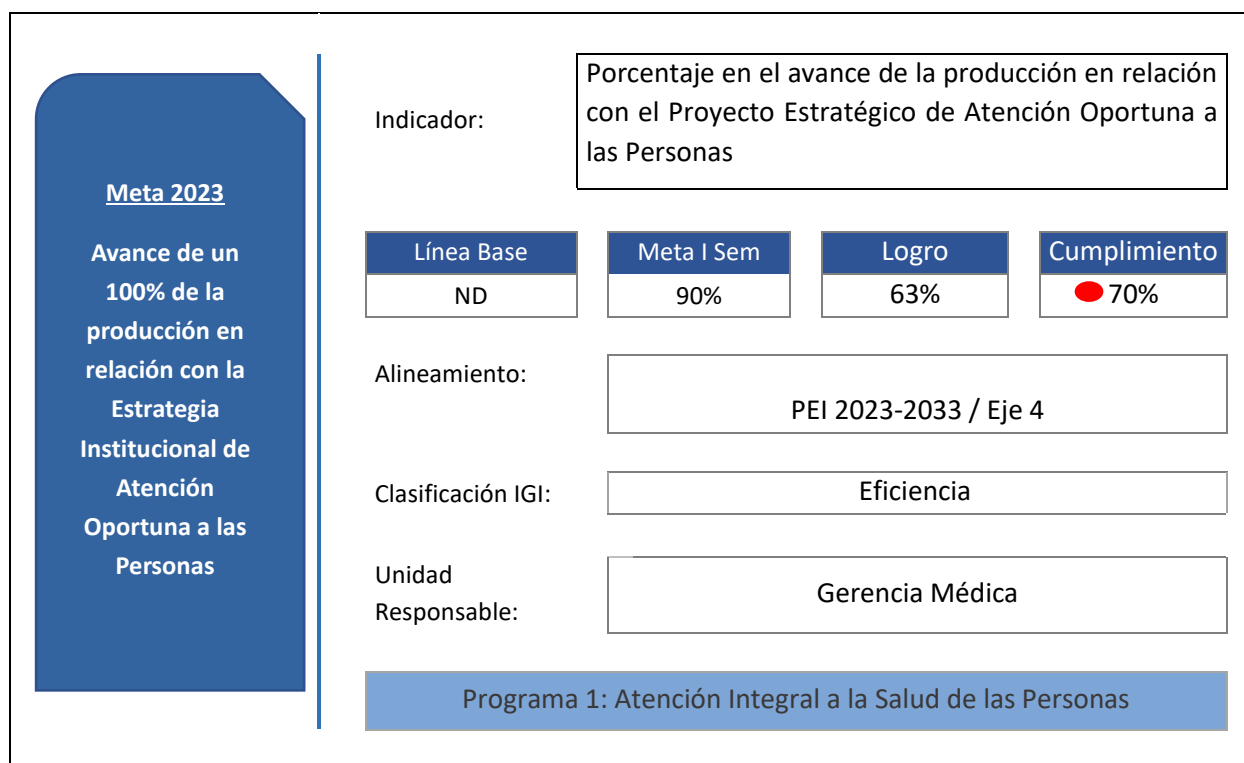 Meta 2023
Avance de un
100% de la
producción en
relación con la
Estrategia
Institucional de
Atención
Oportuna a las
Personas
Indicador:
Porcentaje en el avance de la producción en relación
con el Proyecto Estratégico de Atención Oportuna a
las Personas
Línea Base
ND
Meta I Sem
90%
Logro
63%
Cumplimiento
70%
Alineamiento:
PEI 2023-2033 / Eje 4
Clasificación IGI:
Eficiencia
Unidad
Responsable:
Gerencia Médica
Programa 1: Atención Integral a la Salud de las Personas